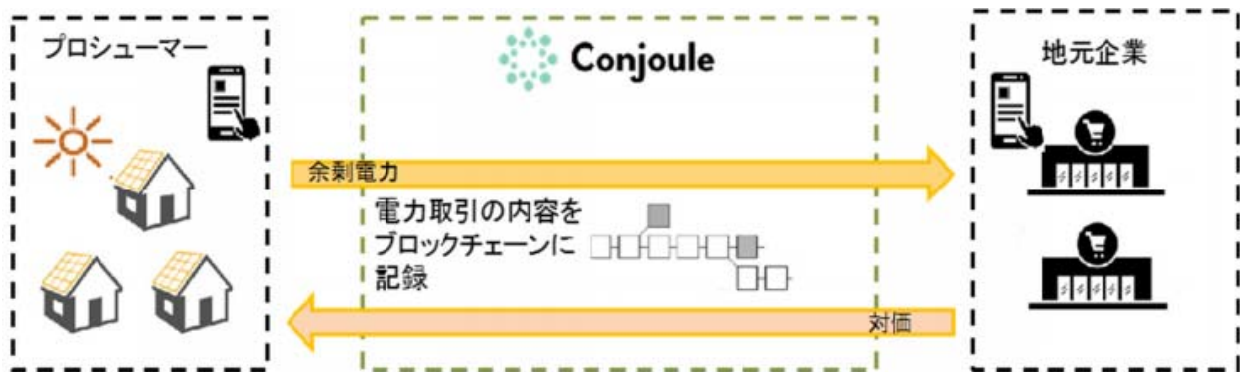 プロシューマー
Conjoule
地元企業
余剰電力
電力取引の内容を
ブロックチェーンに
記録
対価